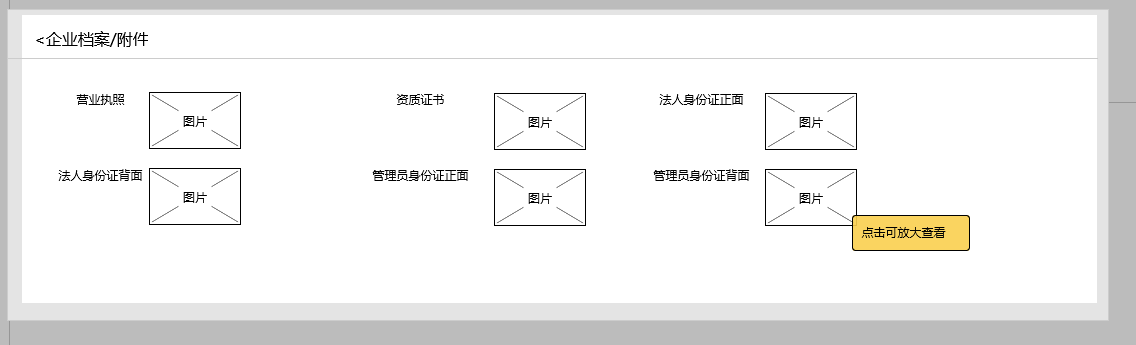 <企业档案/附件
营业执照
图片
资质证书
图片
法人身份证正面
图片
法人身份证背面
图片
管理员身份证正面
图片
管理员身份证背面
图片
点击可放大查看